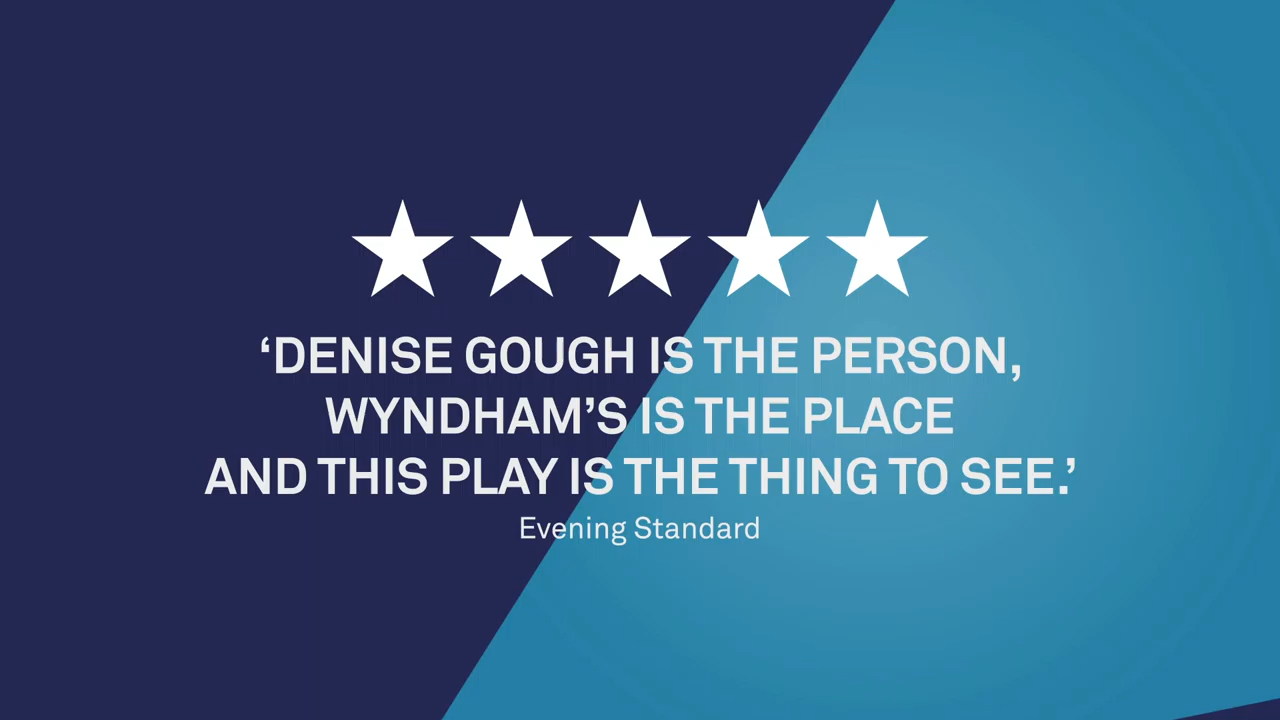 ‘DENISE GOUGH IS THE PERSON,
WYNDHAM’S IS THE PLACE
AND THIS PLAY IS THE THING TO SEE.’
Evening Standard